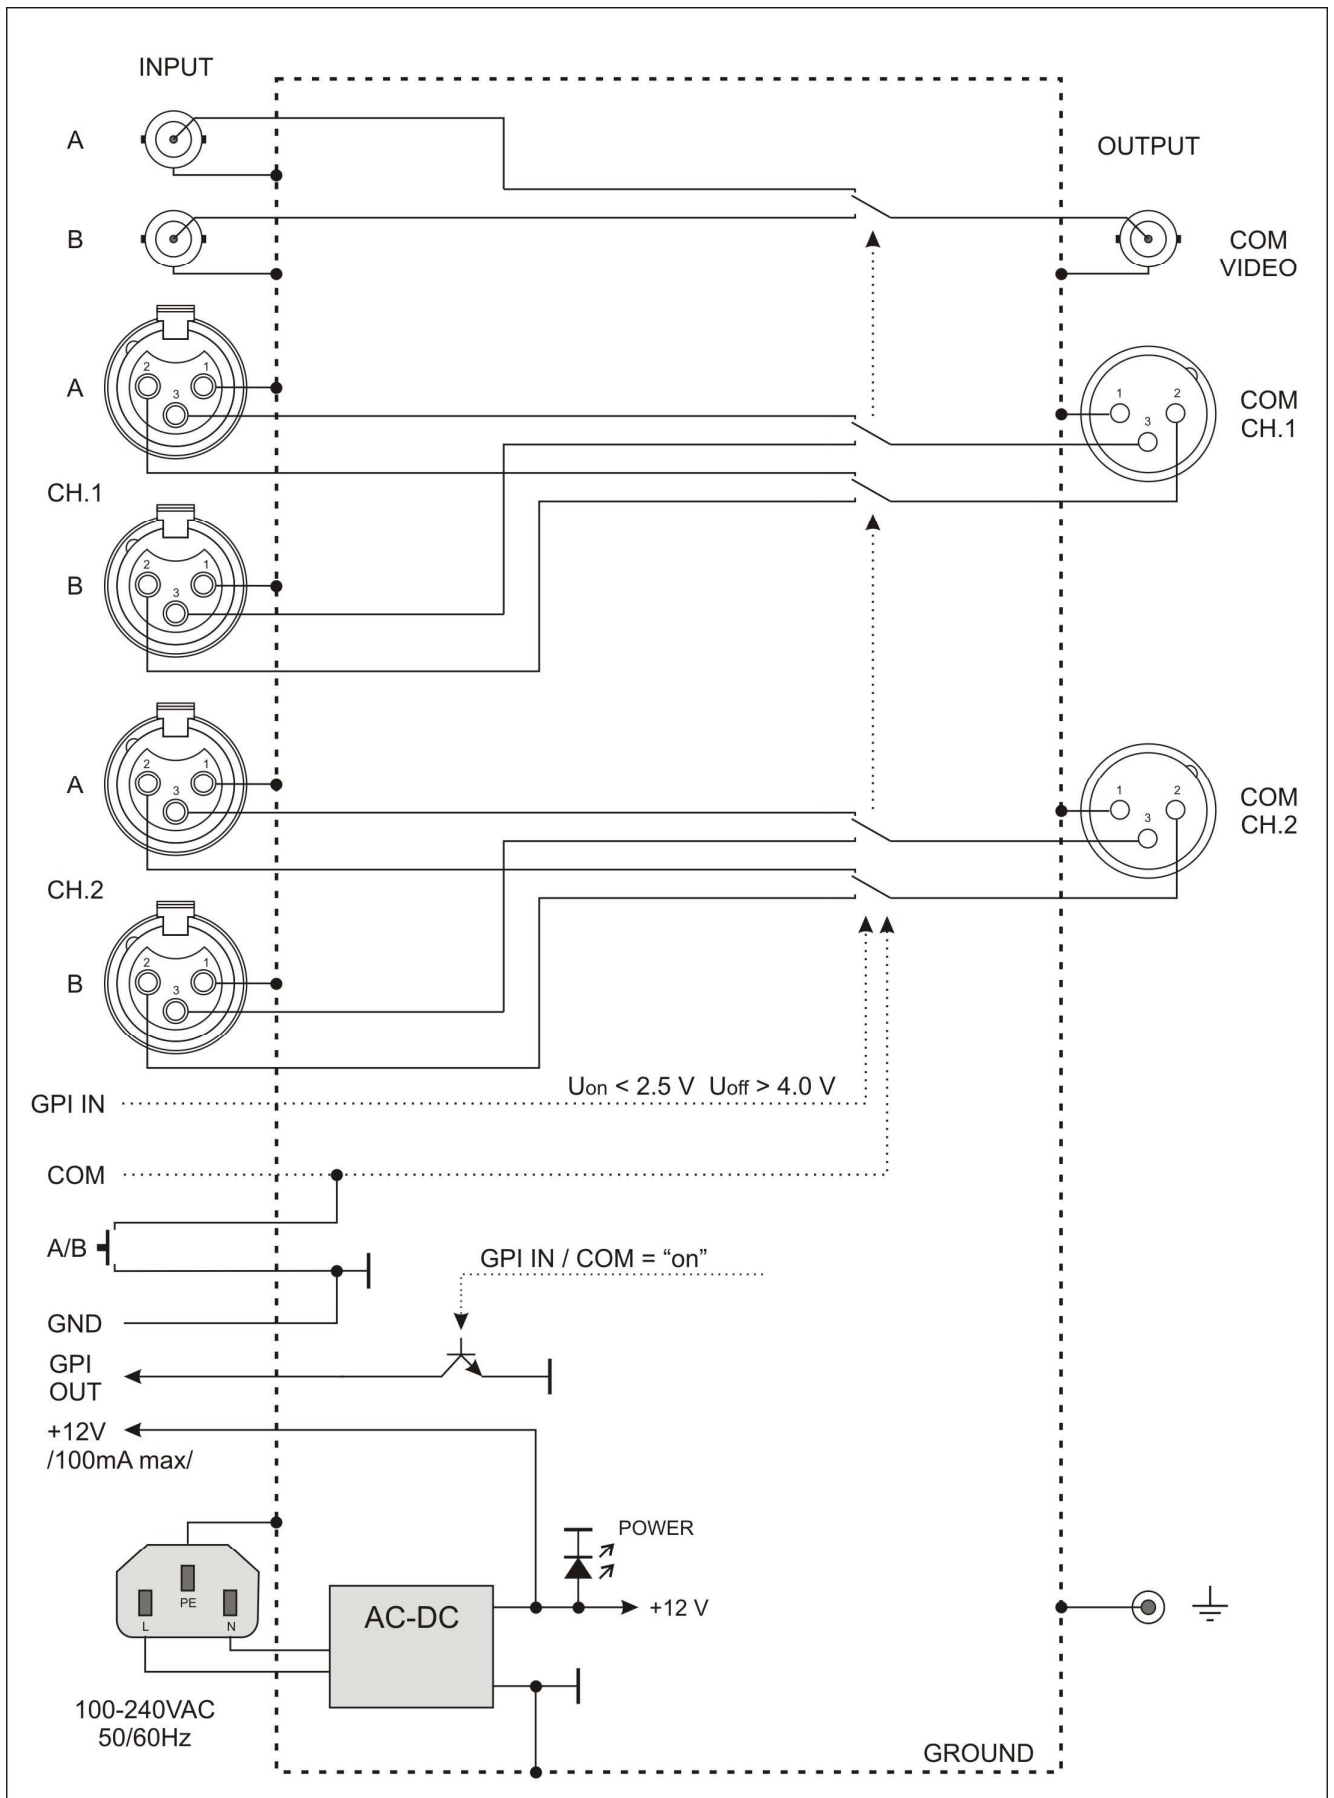 INPUT
A
OUTPUT
B
COM
VIDEO
2 1
3
A
1 2
3
COM
CH.1
CH.1
2 1
3
B
2 1
3
A
1 2
3
COM
CH.2
CH.2
2 1
3
B
Uon < 2.5 V Uoff > 4.0 V
GPI IN
COM
A/B
GPI IN / COM = “on”
GND
GPI
OUT
+12V
/100mA max/
POWER
PE
L N
AC-DC
+12 V
100-240VAC
50/60Hz
GROUND